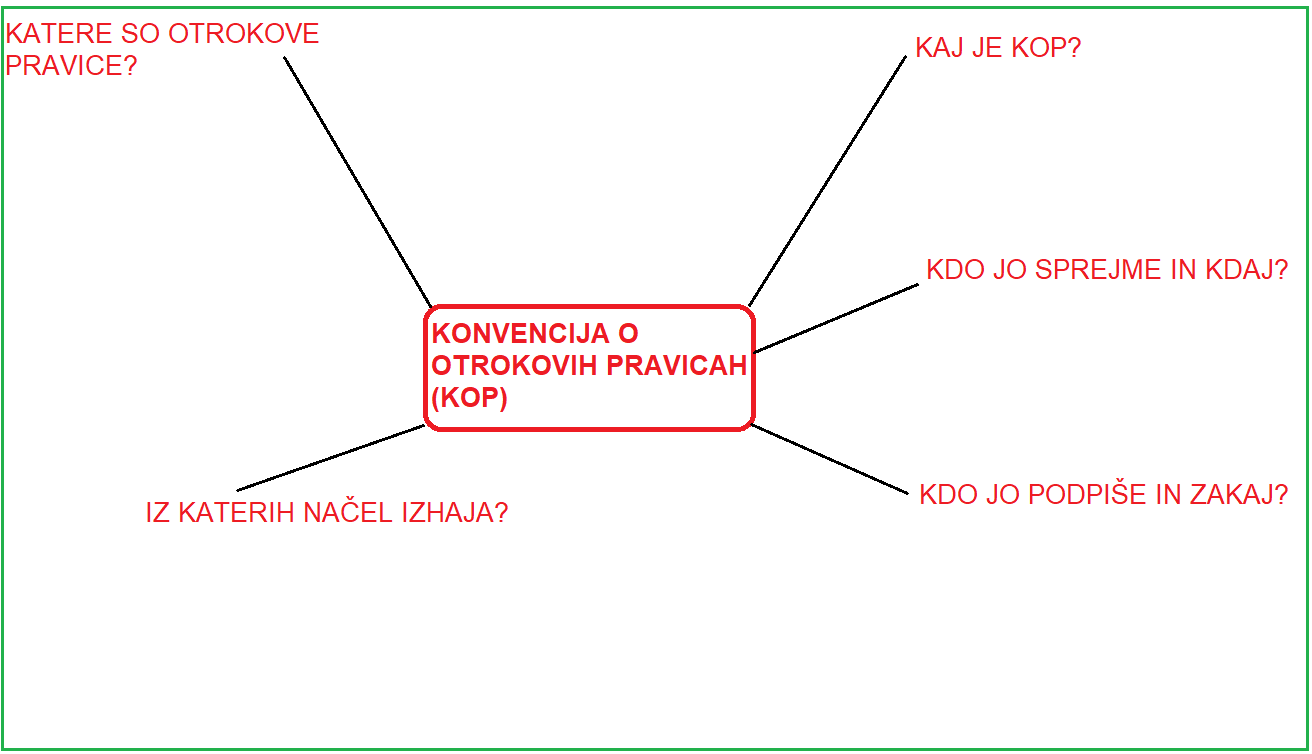 KATERE SO OTROKOVE
PRAVICE?
KAJ JE KOP?
KDO JO SPREJME IN KDAJ?
KONVENCIJA O
OTROKOVIH PRAVICAH
(KOP)
KDO JO PODPIŠE IN ZAKAJ?
IZ KATERIH NAČEL IZHAJA?